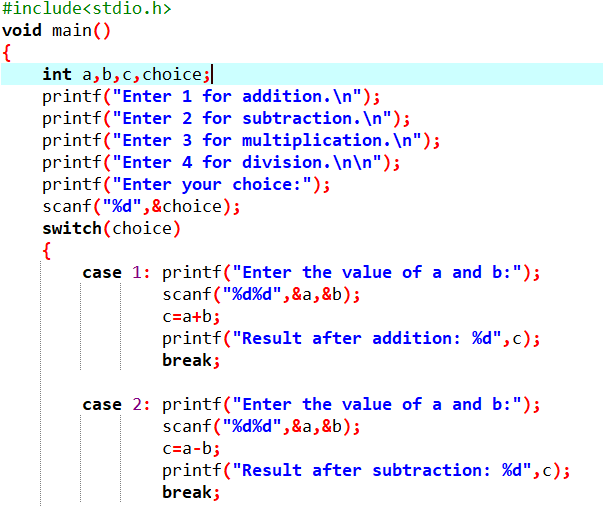 #include<stdio.h>
void main()
{
    int a,b,c,choice;
    printf("Enter 1 for addition.\n");
    printf("Enter 2 for subtraction.\n");
    printf("Enter 3 for multiplication.\n");
    printf("Enter 4 for division.\n\n");
    printf("Enter your choice:");
    scanf("%d",&choice);
    switch(choice)
    {
        case 1: printf("Enter the value of a and b:");
                scanf("%d%d",&a,&b);
                c=a+b;
                printf("Result after addition: %d",c);
                break;

        case 2: printf("Enter the value of a and b:");
                scanf("%d%d",&a,&b);
                c=a-b;
                printf("Result after subtraction: %d",c);
                break;